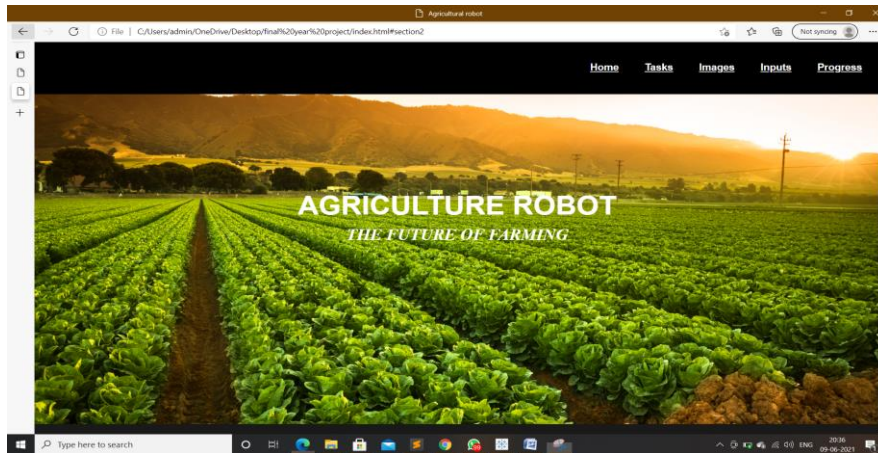 Agricultural robot
File | C:/Users/admin/OneDrive/Desktop/final%20year%20project/index.html#section2
Not syncing
Home Tasks Images Inputs Progress
AGRICULTURE ROBOT
THE FUTURE OF FARMING
Type here to search
ENG
20:36
09-06-2023